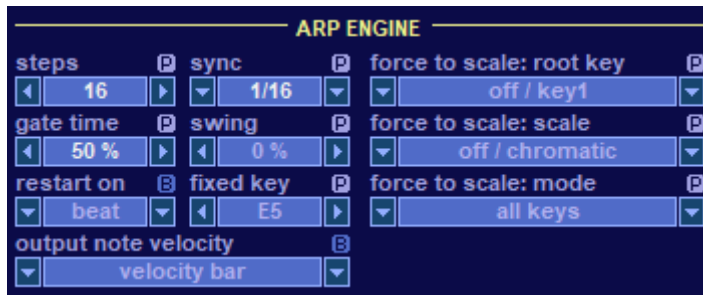 ARP ENGINE
steps P sync P force to scale: root key P
16 1/16 off / key1
gate time P swing P force to scale: scale P
50 % 0 % off / chromatic
restart on B fixed key P force to scale: mode P
beat E5 all keys
output note velocity B
velocity bar